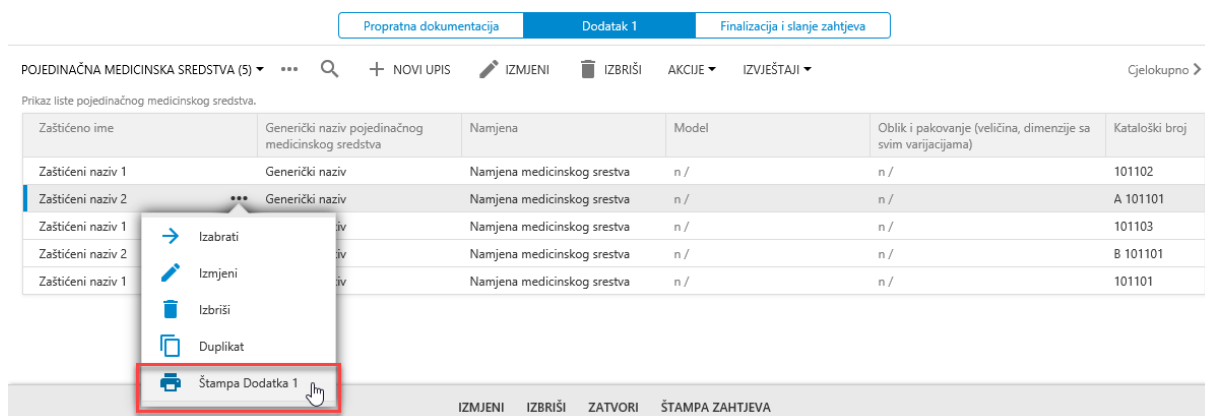 Propratna dokumentacija Dodatak 1 Finalizacija i slanje zahtjeva
POJEDINAČNA MEDICINSKA SREDSTVA (5) NOVI UPIS IZMJENI IZBRIŠI AKCIJE IZVJEŠTAJI Cjelokupno
Prikaz liste pojedinačnog medicinskog sredstva.
Zaštićeno ime Generički naziv pojedinačnog Namjena Model Oblik i pakovanje (veličina, dimenzije sa Kataloški broj
medicinskog sredstva svim varijacijama)
Zaštićeni naziv 1 Generički naziv Namjena medicinskog srestva n / n / 101102
Zaštićeni naziv 2 Generički naziv Namjena medicinskog srestva n / n / A 101101
Zaštićeni naziv 1 iv Namjena medicinskog srestva n / n / 101103
Izabrati
Zaštićeni naziv 2 iv Namjena medicinskog srestva n / n / B 101101
Izmjeni
Zaštićeni naziv 1 iv Namjena medicinskog srestva n / n / 101101
Izbriši
Duplikat
Štampa Dodatka 1
IZMJENI IZBRIŠI ZATVORI ŠTAMPA ZAHTJEVA